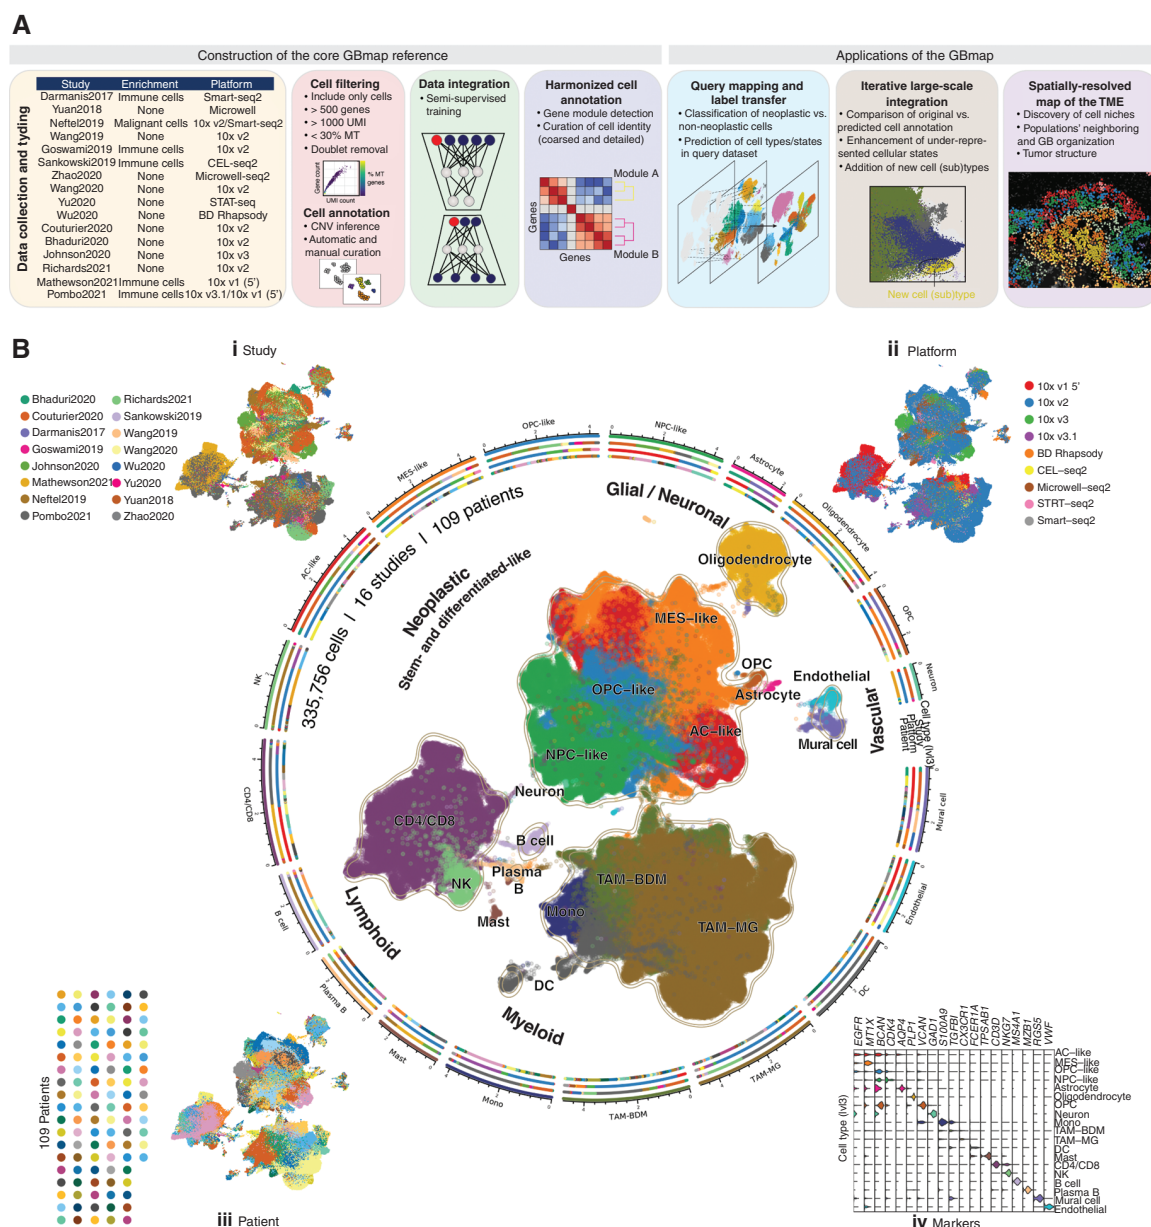 A
Construction of the core GBmap reference
Applications of the GBmap
Data collection and tyding
Study Enrichment Platform
Darmanis2017 Immune cells Smart-seq2
Yuan2018 None Microwell
Neftel2019 Malignant cells 10x v2/Smart-seq2
Wang2019 None 10x v2
Goswami2019 Immune cells 10x v2
Sankowski2019 Immune cells CEL-seq2
Zhao2020 None Microwell-seq2
Wang2020 None 10x v2
Yu2020 None STAT-seq
Wu2020 None BD Rhapsody
Couturier2020 None 10x v2
Bhaduri2020 None 10x v2
Johnson2020 None 10x v3
Richards2021 None 10x v2
Mathewson2021 Immune cells 10x v1 (5')
Pombo2021 Immune cells 10x v3.1/10x v1 (5')
Cell filtering
• Include only cells
• > 500 genes
• > 1000 UMI
• < 30% MT
• Doublet removal
Gene count
UMI count
% MT
genes
Cell annotation
• CNV inference
• Automatic and
manual curation
Data integration
• Semi-supervised
training
Harmonized cell
annotation
• Gene module detection
• Curation of cell identity
(coarsed and detailed)
Module A
Genes
Module B
Genes
Query mapping and
label transfer
• Classification of neoplastic vs.
non-neoplastic cells
• Prediction of cell types/states
in query dataset
Iterative large-scale
integration
• Comparison of original vs.
predicted cell annotation
• Enhancement of under-repre-
sented cellular states
• Addition of new cell (sub)types
New cell (sub)type
Spatially-resolved
map of the TME
• Discovery of cell niches
• Populations' neighboring
and GB organization
• Tumor structure
B
i Study
Bhaduri2020 Richards2021
Couturier2020 Sankowski2019
Darmanis2017 Wang2019
Goswami2019 Wang2020
Johnson2020 Wu2020
Mathewson2021 Yu2020
Neftel2019 Yuan2018
Pombo2021 Zhao2020
ii Platform
10x v1 5'
10x v2
10x v3
10x v3.1
BD Rhapsody
CEL–seq2
Microwell–seq2
STRT–seq2
Smart–seq2
335,756 cells I 16 studies I 109 patients
Neoplastic
Stem- and differentiated-like
Glial / Neuronal
Vascular
Lymphoid
Myeloid
OPC-like
NPC-like
Astrocyte
Oligodendrocyte
OPC
Neuron
Cell type (lvl3)
Study
Platform
Patient
Mural cell
Endothelial
DC
TAM-MG
TAM-BDM
Mono
Mast
Plasma B
B cell
CD4/CD8
NK
AC-like
MES-like
Oligodendrocyte
MES–like
OPC
Astrocyte
Endothelial
Mural cell
OPC–like
AC–like
NPC–like
Neuron
CD4/CD8
B cell
Plasma
B
NK
Mast
Mono
TAM–BDM
TAM–MG
DC
109 Patients
iii Patient
EGFR
MT1X
BCAN
CDK4
AQP4
PLP1
VCAN
GAD1
S100A9
TGFBI
CX3CR1
FCER1A
TPSAB1
CD3D
NKG7
MS4A1
MZB1
RGS5
VWF
Cell type (lvl3)
AC–like
MES–like
OPC–like
NPC–like
Astrocyte
Oligodendrocyte
OPC
Neuron
Mono
TAM–BDM
TAM–MG
DC
Mast
CD4/CD8
NK
B cell
Plasma B
Mural cell
Endothelial
iv Markers